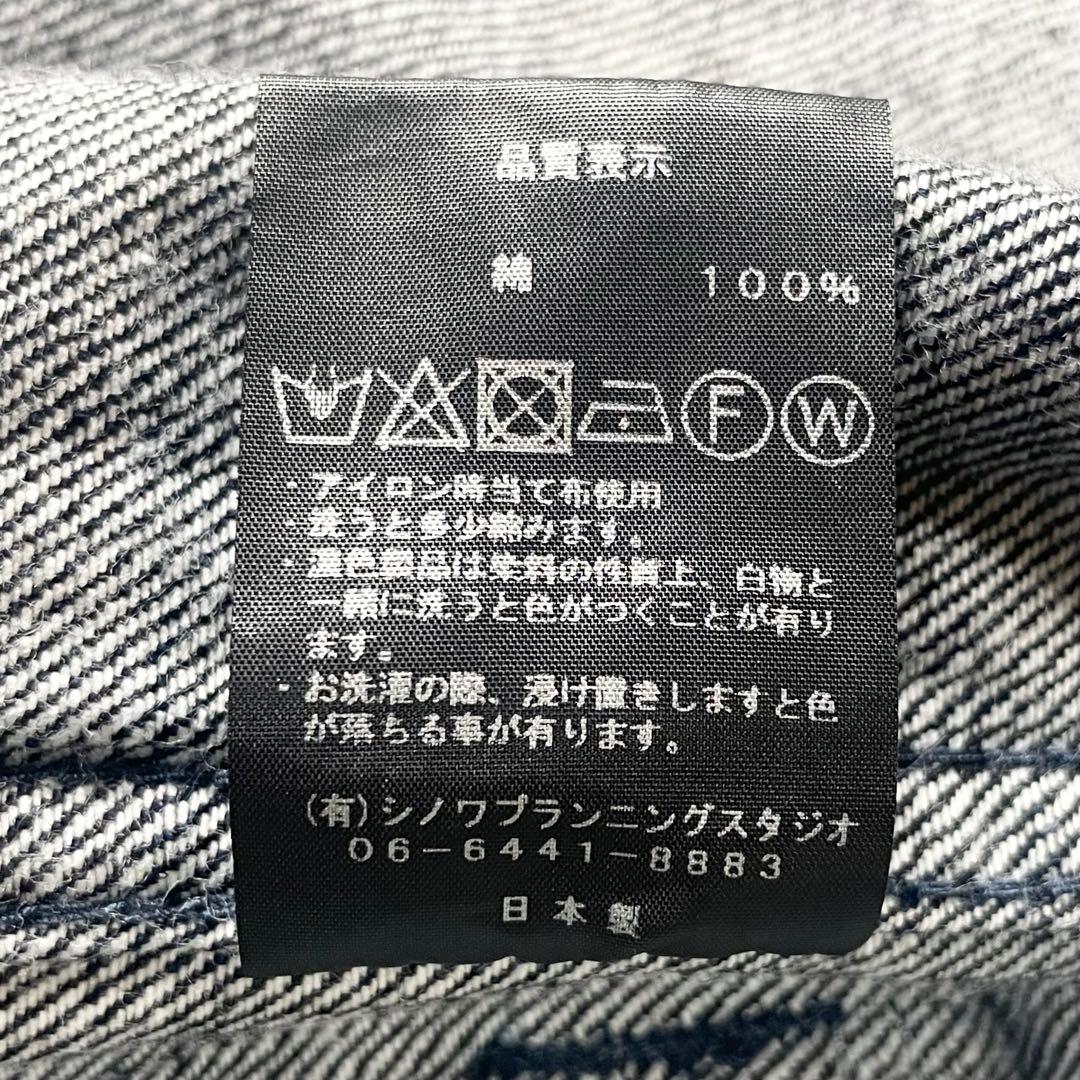 品質表示
綿 100%
F W
・アイロン時当て布使用
・洗うと多少縮みます。
・濃色製品は染料の性質上、白物と
一緒に洗うと色がつくことが有り
ます。
・お洗濯の際、浸け置きしますと色
が落ちる事が有ります。
(有)シノワプランニングスタジオ
06-6441-8883
日本製